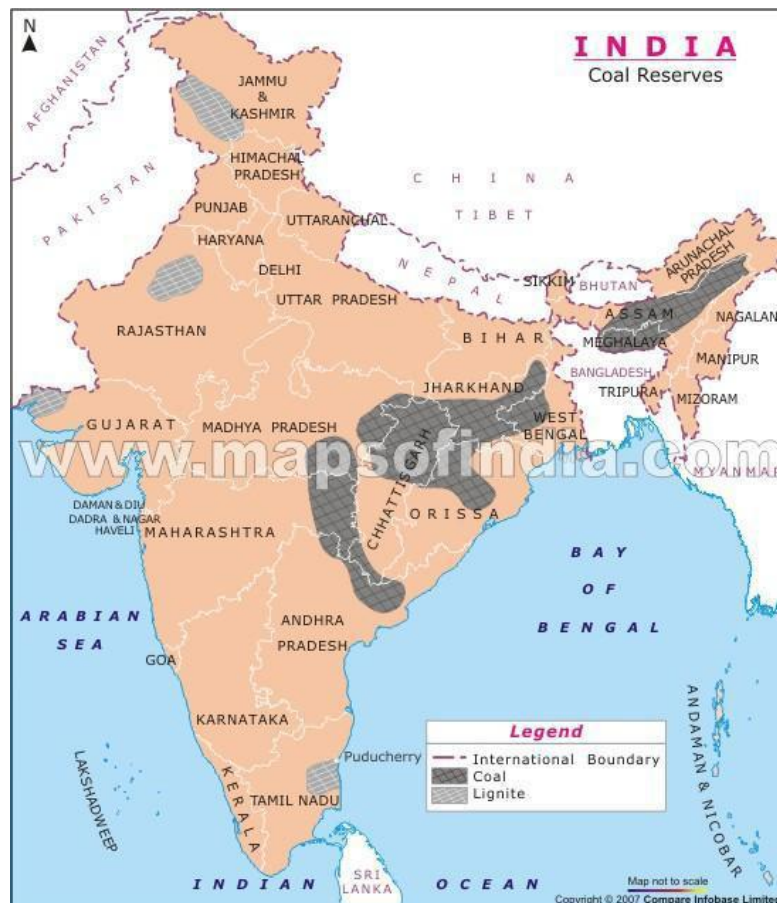 N
INDIA
Coal Reserves
AFGHANISTAN
JAMMU
&
KASHMIR
HIMACHAL
PRADESH
PAKISTAN
CHINA
TIBET
PUNJAB
UTTARANCHAL
HARYANA
DELHI
NEPAL
SIKKIM
BHUTAN
ARUNACHAL
PRADESH
UTTAR PRADESH
ASSAM
NAGALAN
RAJASTHAN
BIHAR
MEGHALAYA
MANIPUR
BANGLADESH
JHARKHAND
TRIPURA
MIZORAM
GUJARAT
MADHYA PRADESH
WEST
BENGAL
www.mapsofindia.com
MYANMAR
CHHATTISGARH
DAMAN & DIU
DADRA & NAGAR
HAVELI
MAHARASHTRA
ORISSA
BAY
OF
BENGAL
ARABIAN
SEA
ANDHRA
PRADESH
GOA
KARNATAKA
ANDAMAN & NICOBAR
Legend
International Boundary
Coal
Lignite
Puducherry
LAKSHADWEEP
KERALA
TAMIL NADU
SRI
LANKA
INDIAN OCEAN
Map not to scale
Copyright © 2007 Compare Infobase Limited